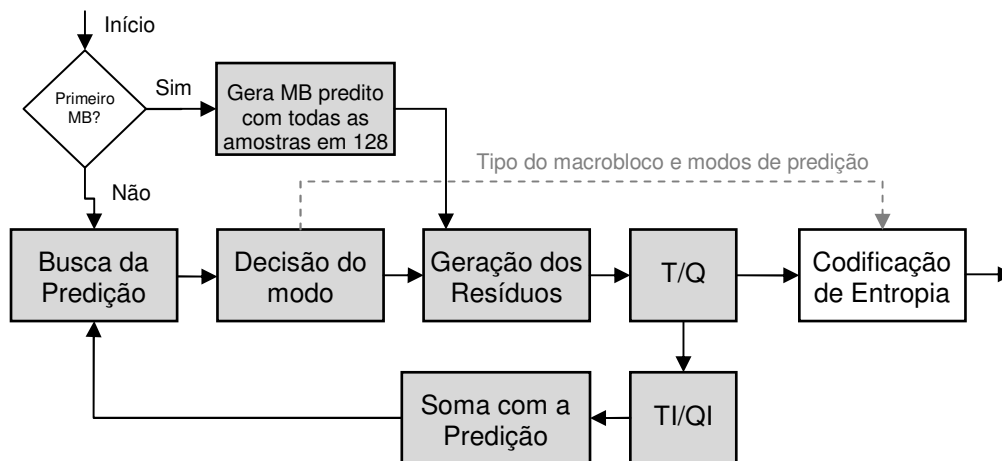 Início
Primeiro
MB?
Sim
Gera MB predito
com todas as
amostras em 128
Não
Tipo do macrobloco e modos de predição
Busca da
Predição
Decisão do
modo
Geração dos
Resíduos
T/Q
Codificação
de Entropia
Soma com a
Predição
TI/QI